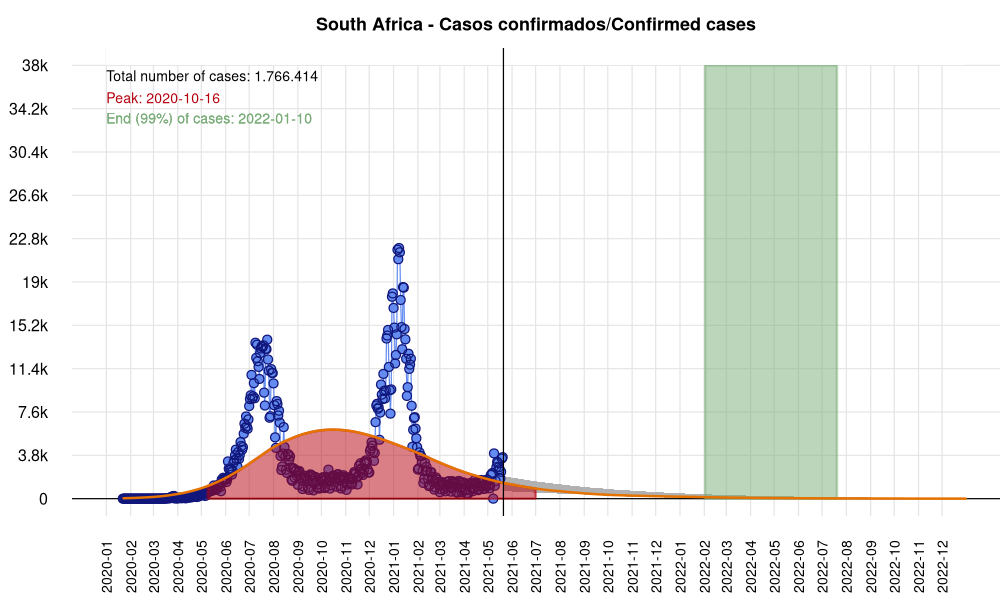 South Africa - Casos confirmados/Confirmed cases
Total number of cases: 1.766.414
Peak: 2020-10-16
End (99%) of cases: 2022-01-10
38k
34.2k
30.4k
26.6k
22.8k
19k
15.2k
11.4k
7.6k
3.8k
0
2020-01
2020-02
2020-03
2020-04
2020-05
2020-06
2020-07
2020-08
2020-09
2020-10
2020-11
2020-12
2021-01
2021-02
2021-03
2021-04
2021-05
2021-06
2021-07
2021-08
2021-09
2021-10
2021-11
2021-12
2022-01
2022-02
2022-03
2022-04
2022-05
2022-06
2022-07
2022-08
2022-09
2022-10
2022-11
2022-12